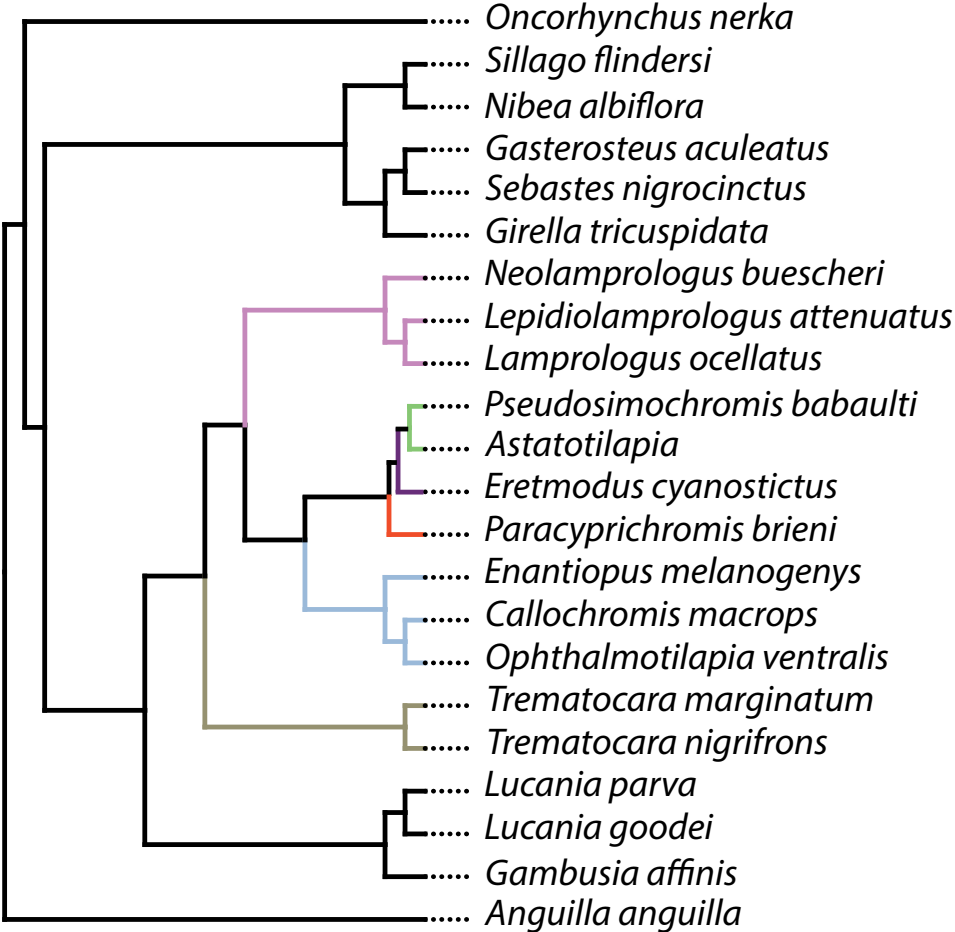 Oncorhynchus nerka
Sillago flindersi
Nibea albiflora
Gasterosteus aculeatus
Sebastes nigrocinctus
Girella tricuspidata
Neolamprologus buescheri
Lepidiolamprologus attenuatus
Lamprologus ocellatus
Pseudosimochromis babaulti
Astatotilapia
Eretmodus cyanostictus
Paracyprichromis brieni
Enantiopus melanogenys
Callochromis macrops
Ophthalmotilapia ventralis
Trematocara marginatum
Trematocara nigrifrons
Lucania parva
Lucania goodei
Gambusia affinis
Anguilla anguilla